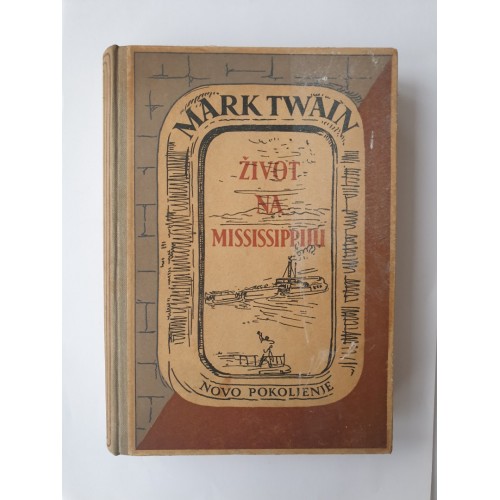 MARK TWAIN
ŽIVOT
NA
MISSISSIPPIJU
NOVO POKOLJENJE